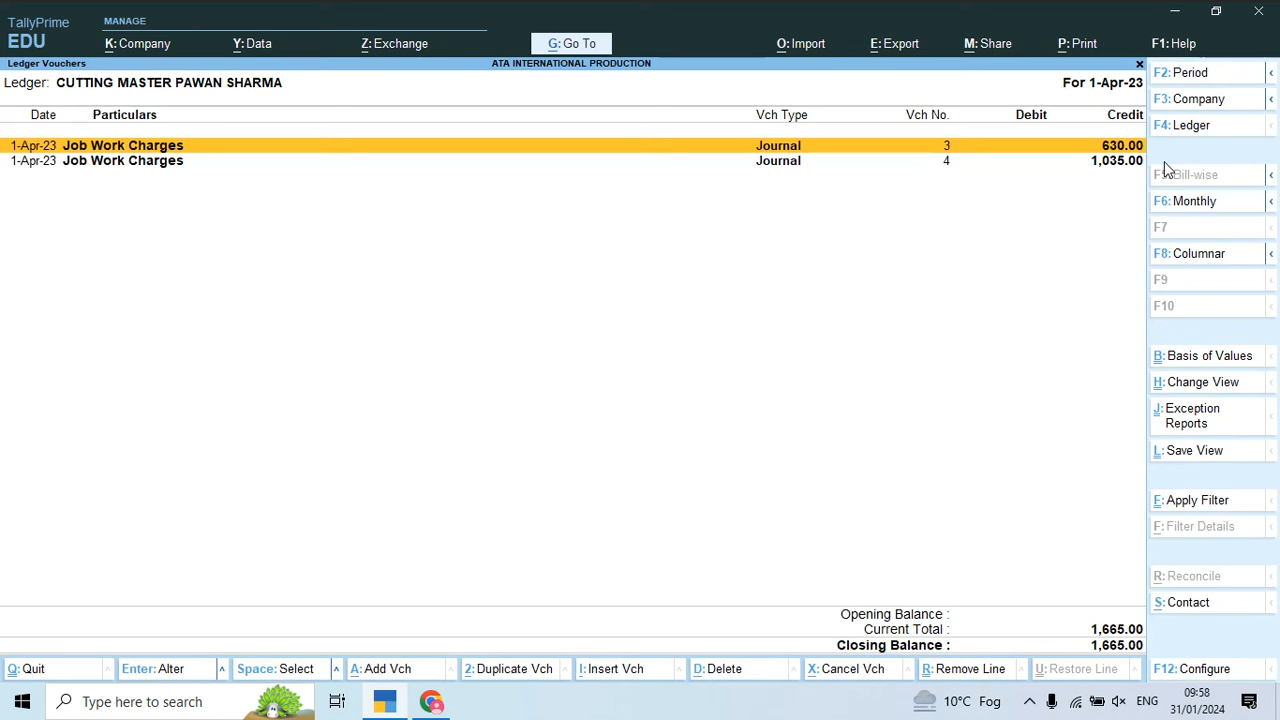 TallyPrime
EDU
MANAGE
K: Company
Y: Data
Z: Exchange
G: Go To
O: Import
E: Export
M: Share
P: Print
F1: Help
Ledger Vouchers
ATA INTERNATIONAL PRODUCTION
Ledger: CUTTING MASTER PAWAN SHARMA
For 1-Apr-23
Date Particulars Vch Type Vch No. Debit Credit
1-Apr-23 Job Work Charges Journal 3 630.00
1-Apr-23 Job Work Charges Journal 4 1,035.00
Opening Balance :
Current Total : 1,665.00
Closing Balance : 1,665.00
F2: Period
F3: Company
F4: Ledger
F5: Bill-wise
F6: Monthly
F7
F8: Columnar
F9
F10
B: Basis of Values
H: Change View
J: Exception
Reports
L: Save View
F: Apply Filter
F: Filter Details
R: Reconcile
S: Contact
F12: Configure
Q: Quit
Enter: Alter
Space: Select
A: Add Vch
2: Duplicate Vch
I: Insert Vch
D: Delete
X: Cancel Vch
R: Remove Line
U: Restore Line
Type here to search
10°C Fog
ENG
09:58
31/01/2024